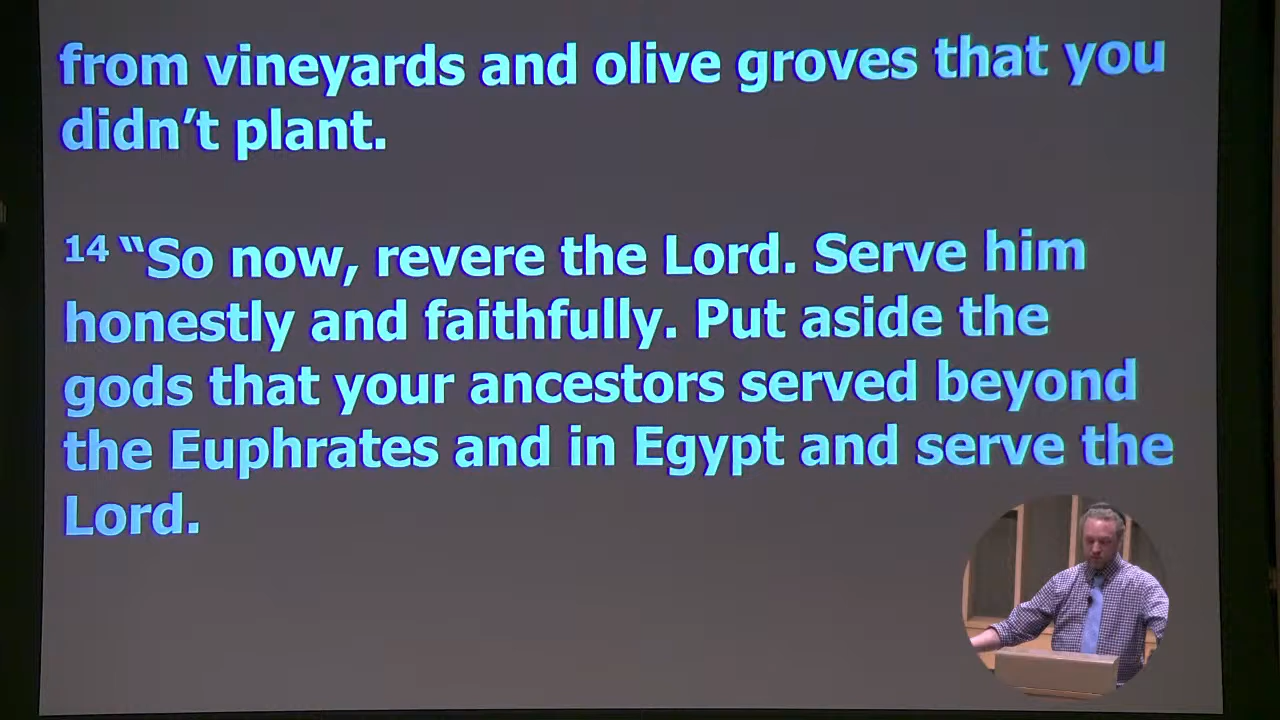 from vineyards and olive groves that you
didn’t plant.
14 “So now, revere the Lord. Serve him
honestly and faithfully. Put aside the
gods that your ancestors served beyond
the Euphrates and in Egypt and serve the
Lord.